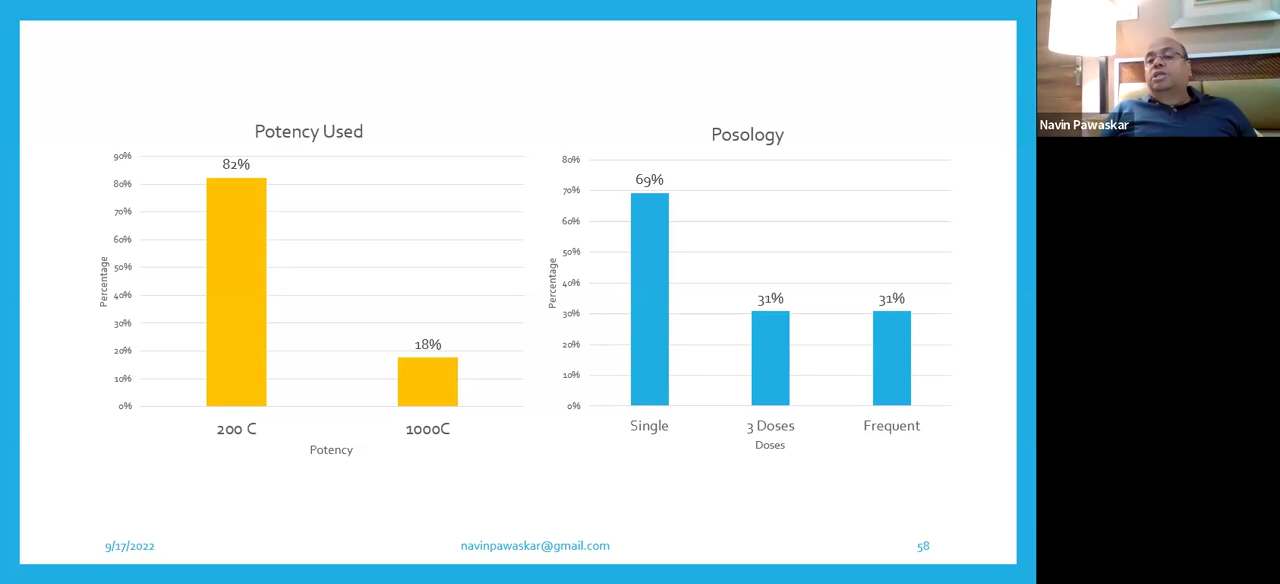 Potency Used
90%
80%
70%
60%
50%
40%
30%
20%
10%
0%
Percentage
82%
18%
200 C
1000C
Potency
Posology
80%
70%
60%
50%
40%
30%
20%
10%
0%
Percentage
69%
31%
31%
Single
3 Doses
Frequent
Doses
9/17/2022
navinpawaskar@gmail.com
58
Navin Pawaskar